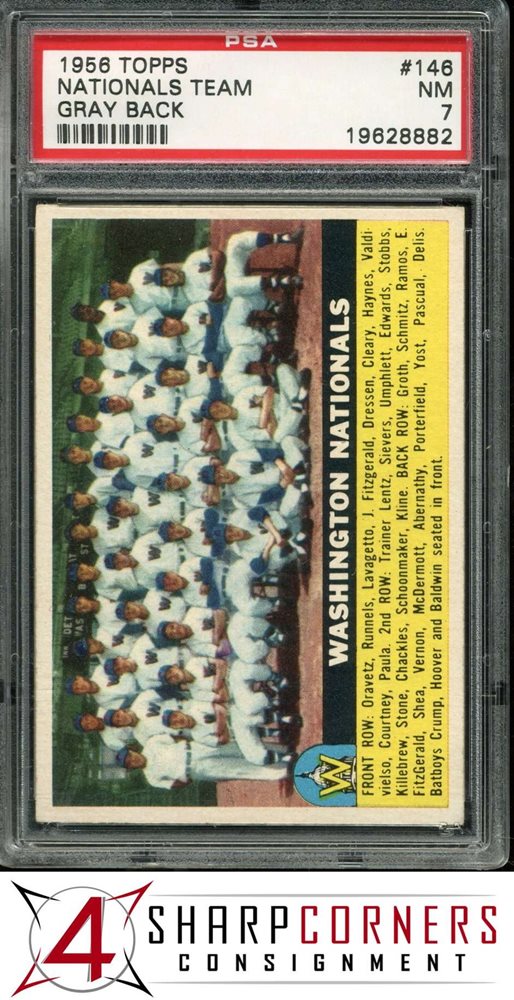 PSA
1956 TOPPS #146
NATIONALS TEAM NM
GRAY BACK 7
19628882
DET
WAS
ST
W
WASHINGTON NATIONALS
FRONT ROW: Oravetz, Runnels, Lavagetto, J. Fitzgerald, Dressen, Cleary, Haynes, Valdi-
vielso, Courtney, Paula. 2nd ROW: Trainer Lentz, Sievers, Umphlett, Edwards, Stobbs,
Killebrew, Stone, Chackles, Schoonmaker, Kline. BACK ROW: Groth, Schmitz, Ramos, E.
FitzGerald, Shea, Vernon, McDermott, Abernathy, Porterfield, Yost, Pascual, Delis.
Batboys Crump, Hoover and Baldwin seated in front.
4 SHARPCORNERS
CONSIGNMENT